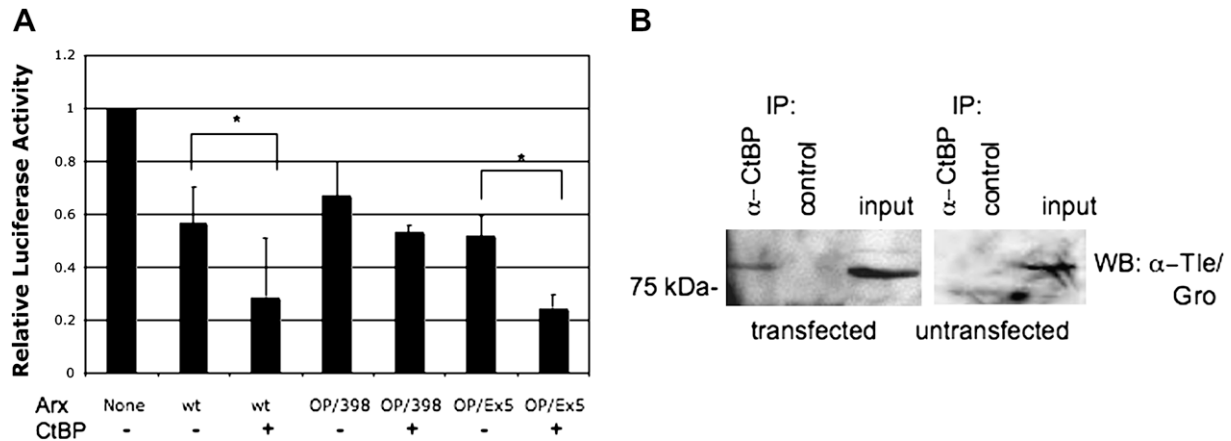 A
Relative Luciferase Activity
1.2
1
0.8
0.6
0.4
0.2
0
*
*
Arx None wt wt OP/398 OP/398 OP/Ex5 OP/Ex5
CtBP - - + - + - +
B
IP: IP:
α-CtBP control input α-CtBP control input
75 kDa-
WB: α-Tle/
Gro
transfected untransfected